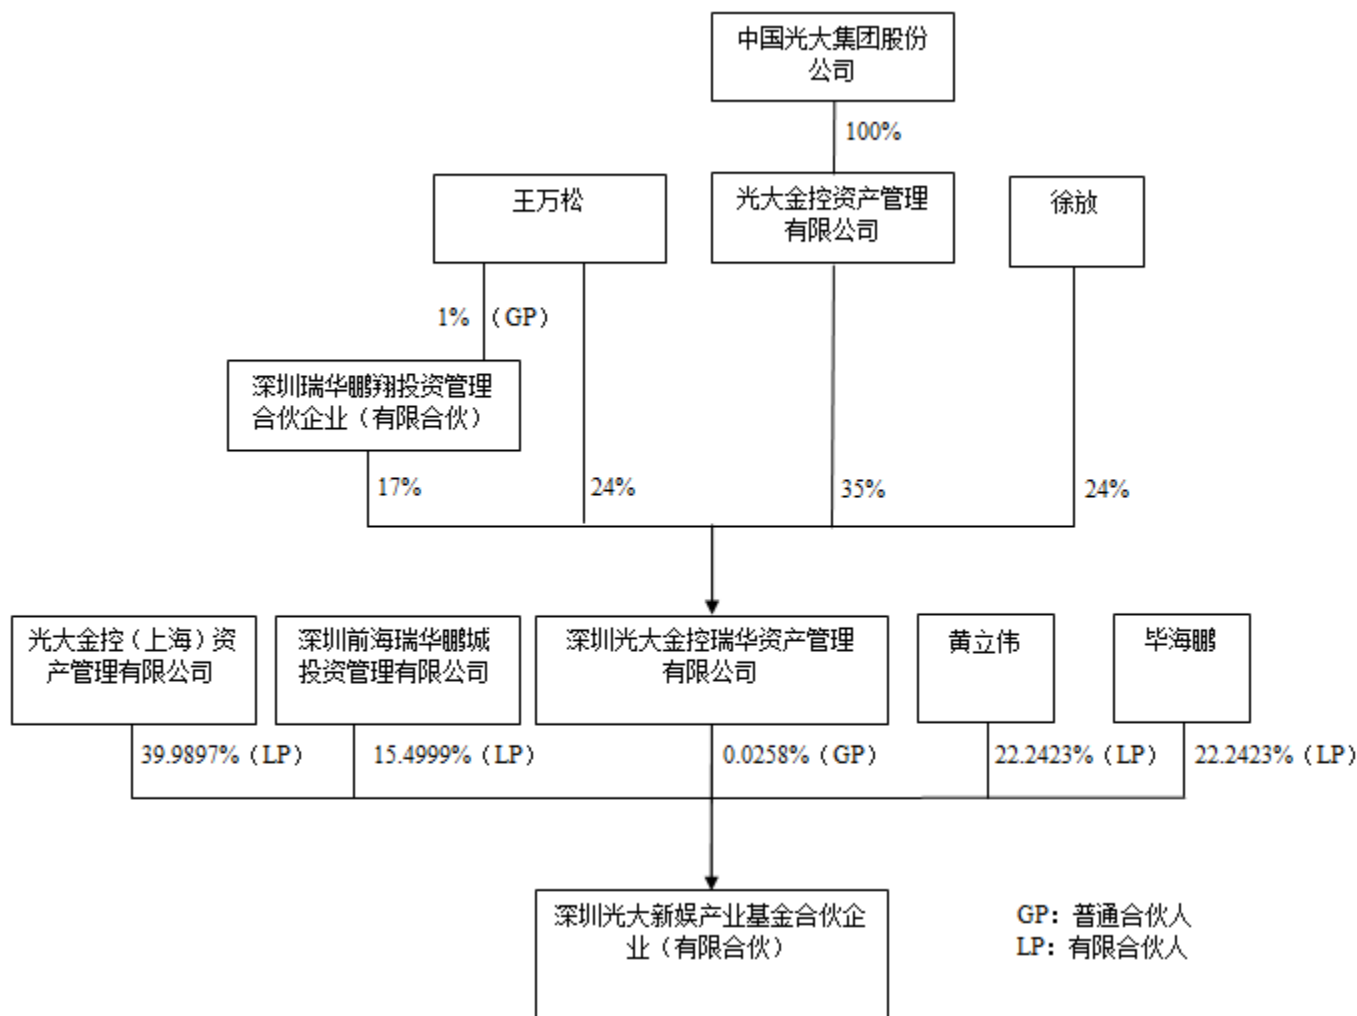 中国光大集团股份
公司
100%
王万松
光大金控资产管理
有限公司
徐放
1%（GP）
深圳瑞华鹏翔投资管理
合伙企业（有限合伙）
17%
24%
35%
24%
光大金控（上海）资
产管理有限公司
深圳前海瑞华鹏城
投资管理有限公司
深圳光大金控瑞华资产管理
有限公司
黄立伟
毕海鹏
39.9897%（LP）
15.4999%（LP）
0.0258%（GP）
22.2423%（LP）
22.2423%（LP）
深圳光大新娱产业基金合伙企
业（有限合伙）
GP：普通合伙人
LP：有限合伙人